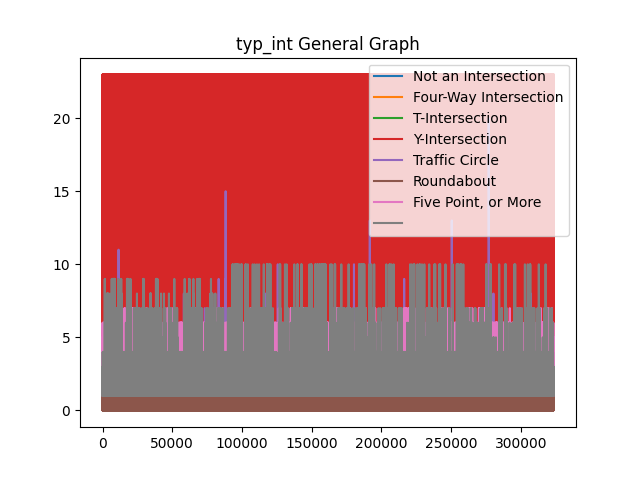 typ_int General Graph
Not an Intersection
Four-Way Intersection
T-Intersection
Y-Intersection
Traffic Circle
Roundabout
Five Point, or More
20
15
10
5
0
0 50000 100000 150000 200000 250000 300000